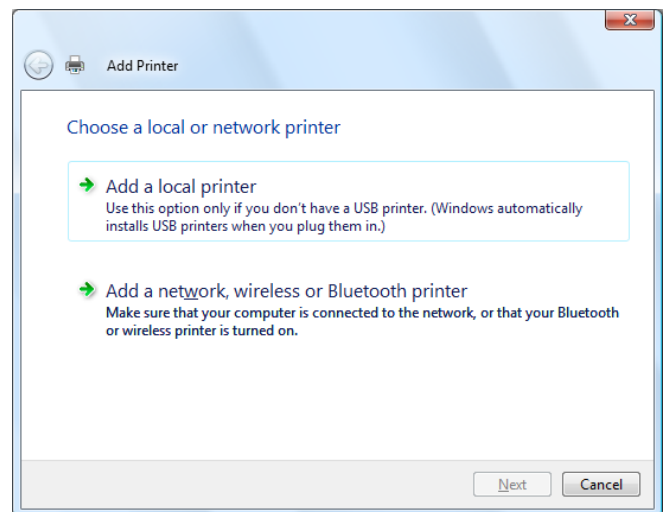 Add Printer
Choose a local or network printer
Add a local printer
Use this option only if you don't have a USB printer. (Windows automatically
installs USB printers when you plug them in.)
Add a network, wireless or Bluetooth printer
Make sure that your computer is connected to the network, or that your Bluetooth
or wireless printer is turned on.
Next Cancel